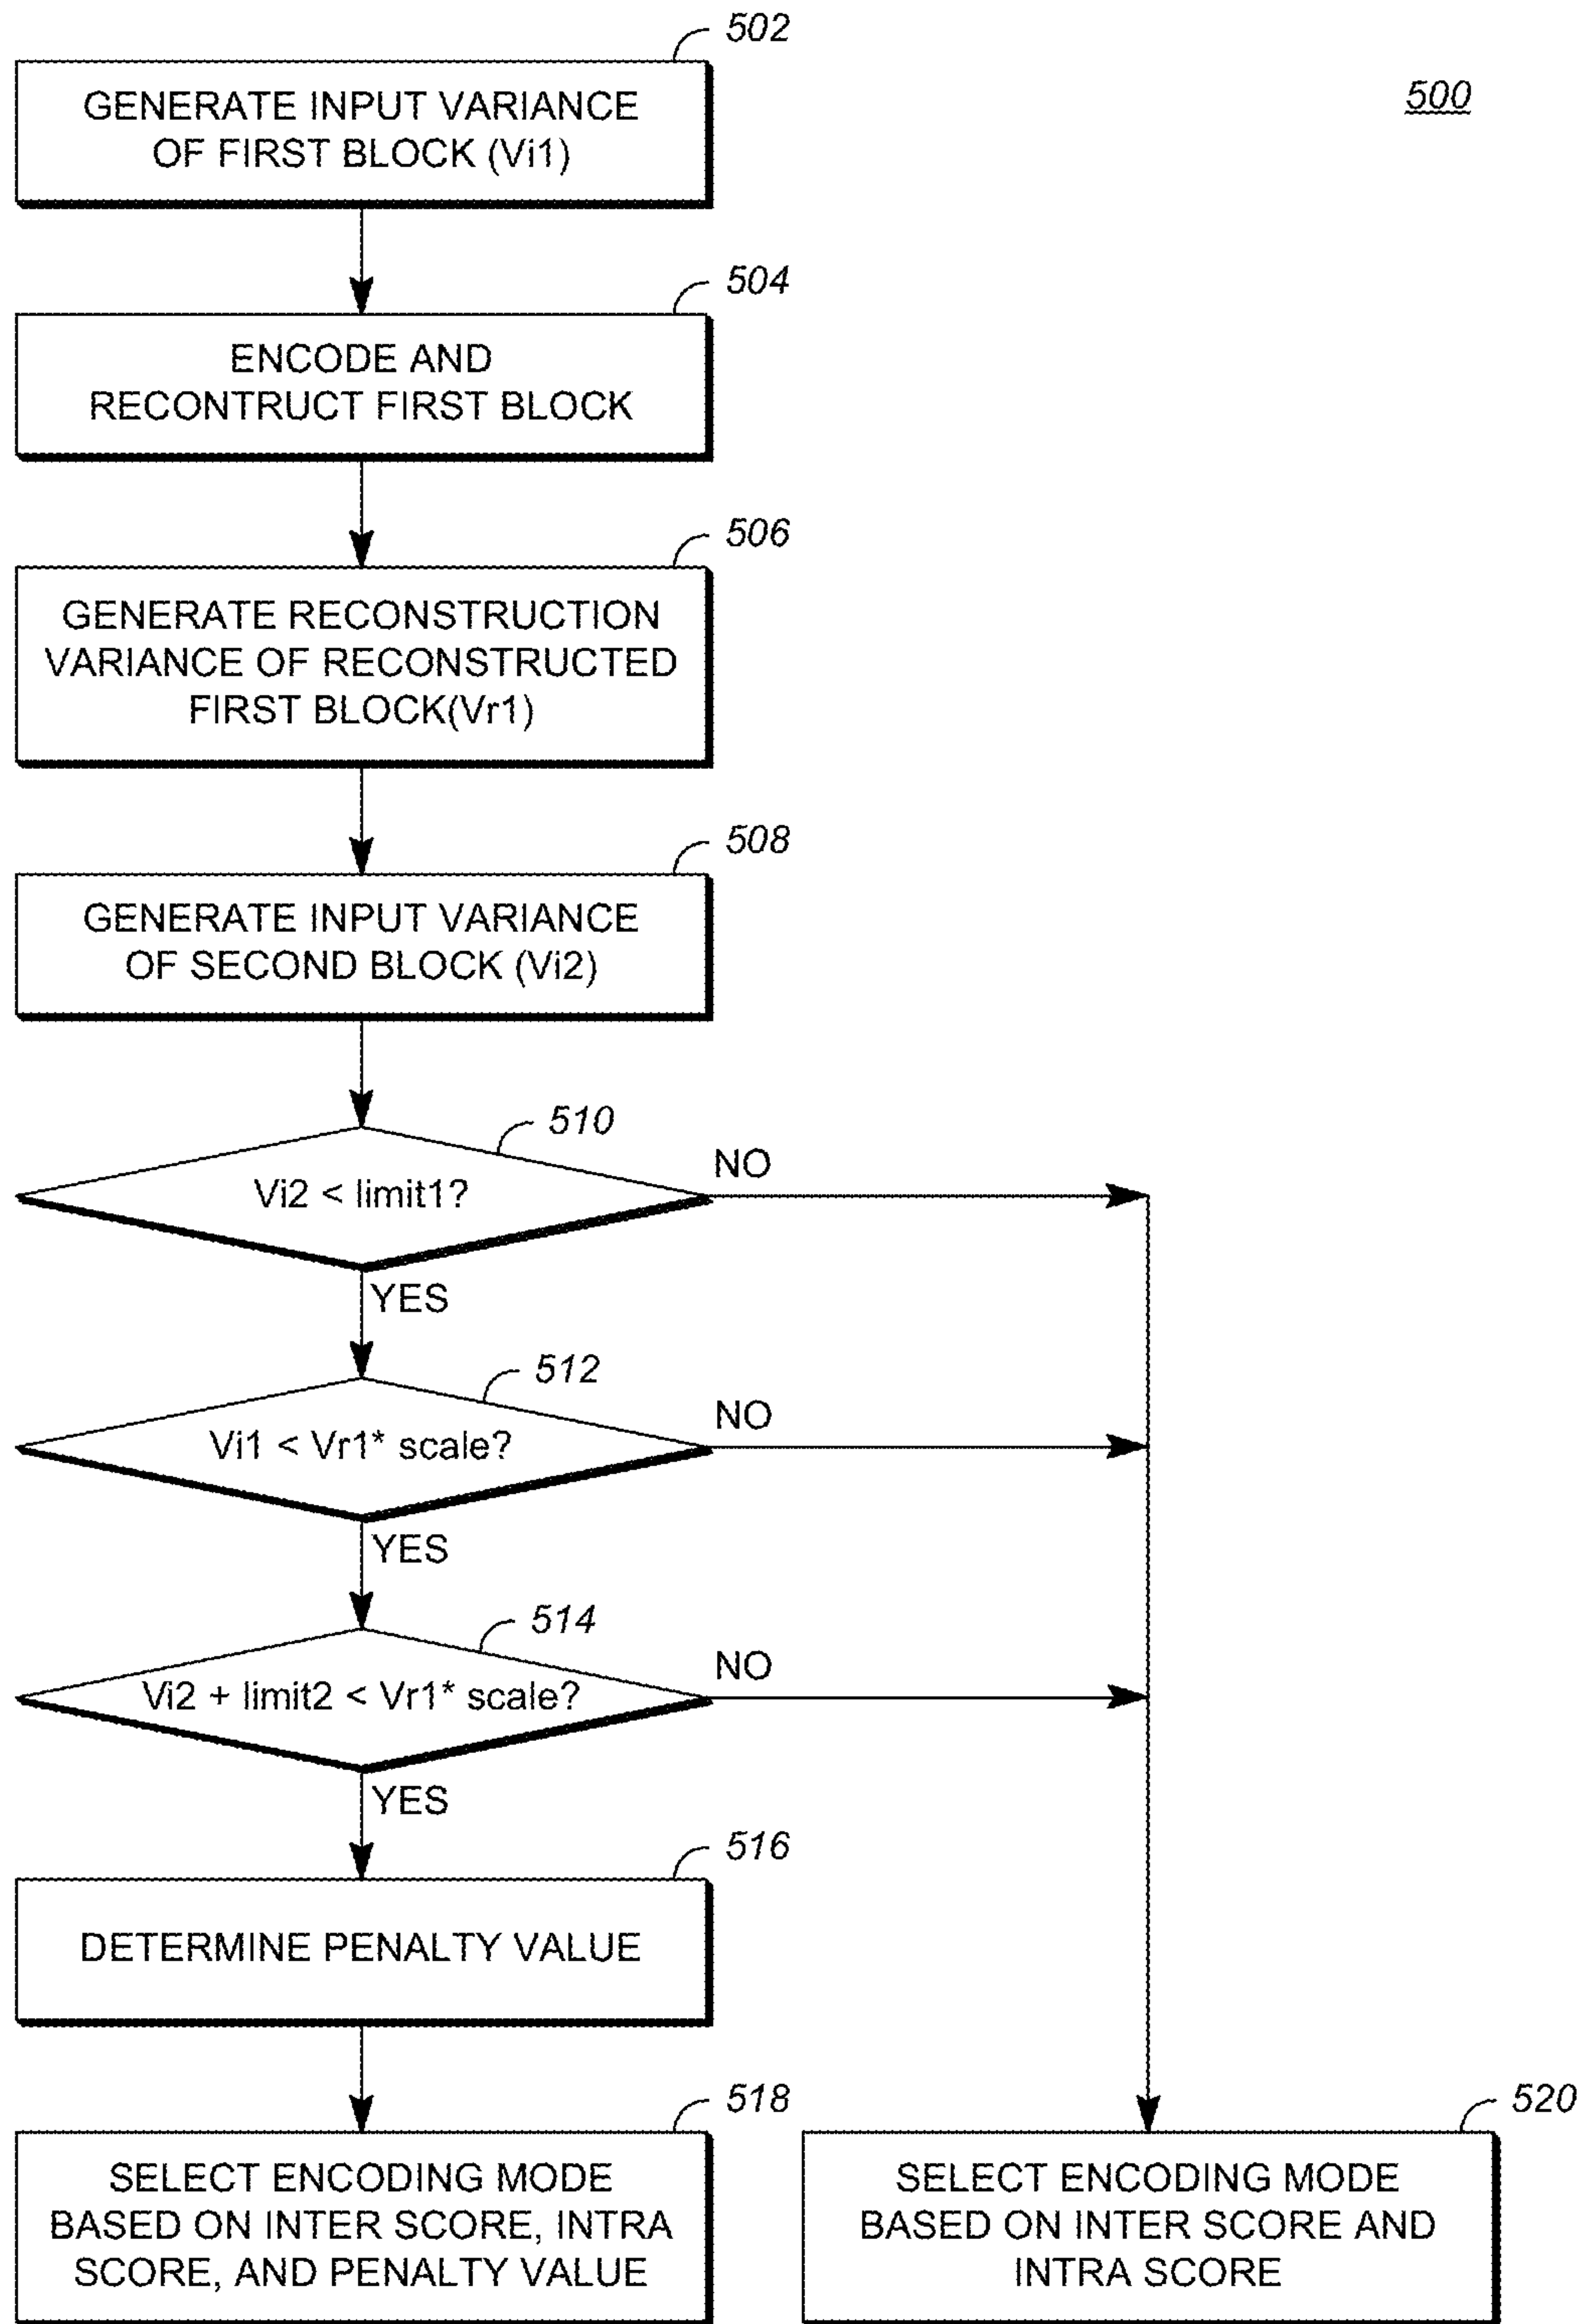 502
500
GENERATE INPUT VARIANCE
OF FIRST BLOCK (Vi1)
504
ENCODE AND
RECONTRUCT FIRST BLOCK
506
GENERATE RECONSTRUCTION
VARIANCE OF RECONSTRUCTED
FIRST BLOCK(Vr1)
508
GENERATE INPUT VARIANCE
OF SECOND BLOCK (Vi2)
510
NO
Vi2 < limit1?
YES
512
NO
Vi1 < Vr1* scale?
YES
514
NO
Vi2 + limit2 < Vr1* scale?
YES
516
DETERMINE PENALTY VALUE
518
SELECT ENCODING MODE
BASED ON INTER SCORE, INTRA
SCORE, AND PENALTY VALUE
520
SELECT ENCODING MODE
BASED ON INTER SCORE AND
INTRA SCORE